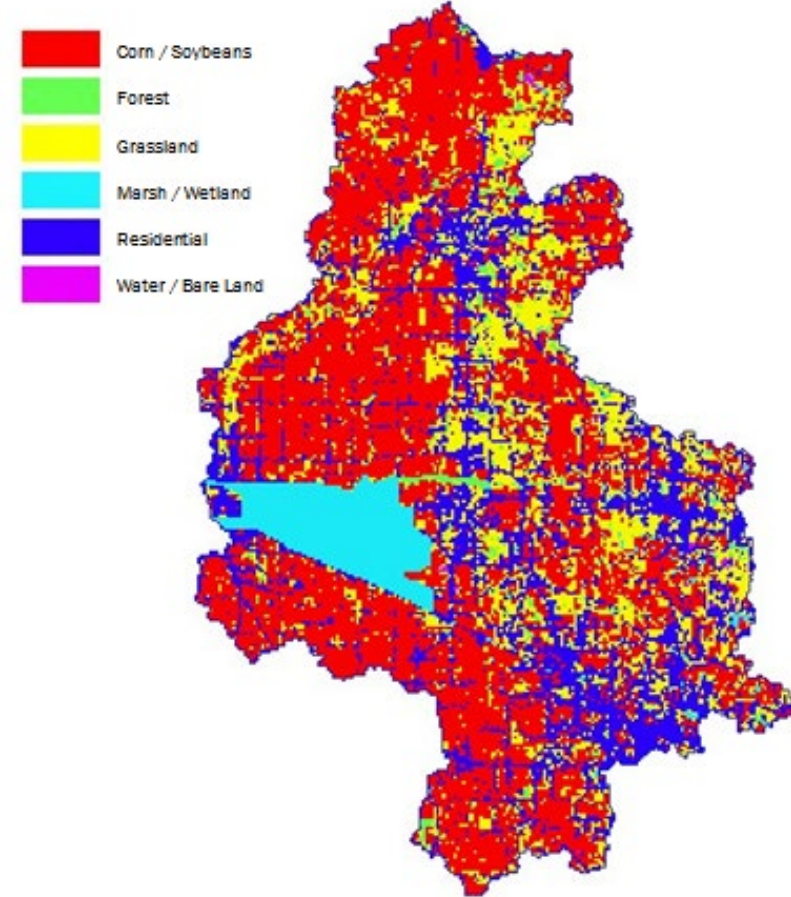 Corn / Soybeans
Forest
Grassland
Marsh / Wetland
Residential
Water / Bare Land